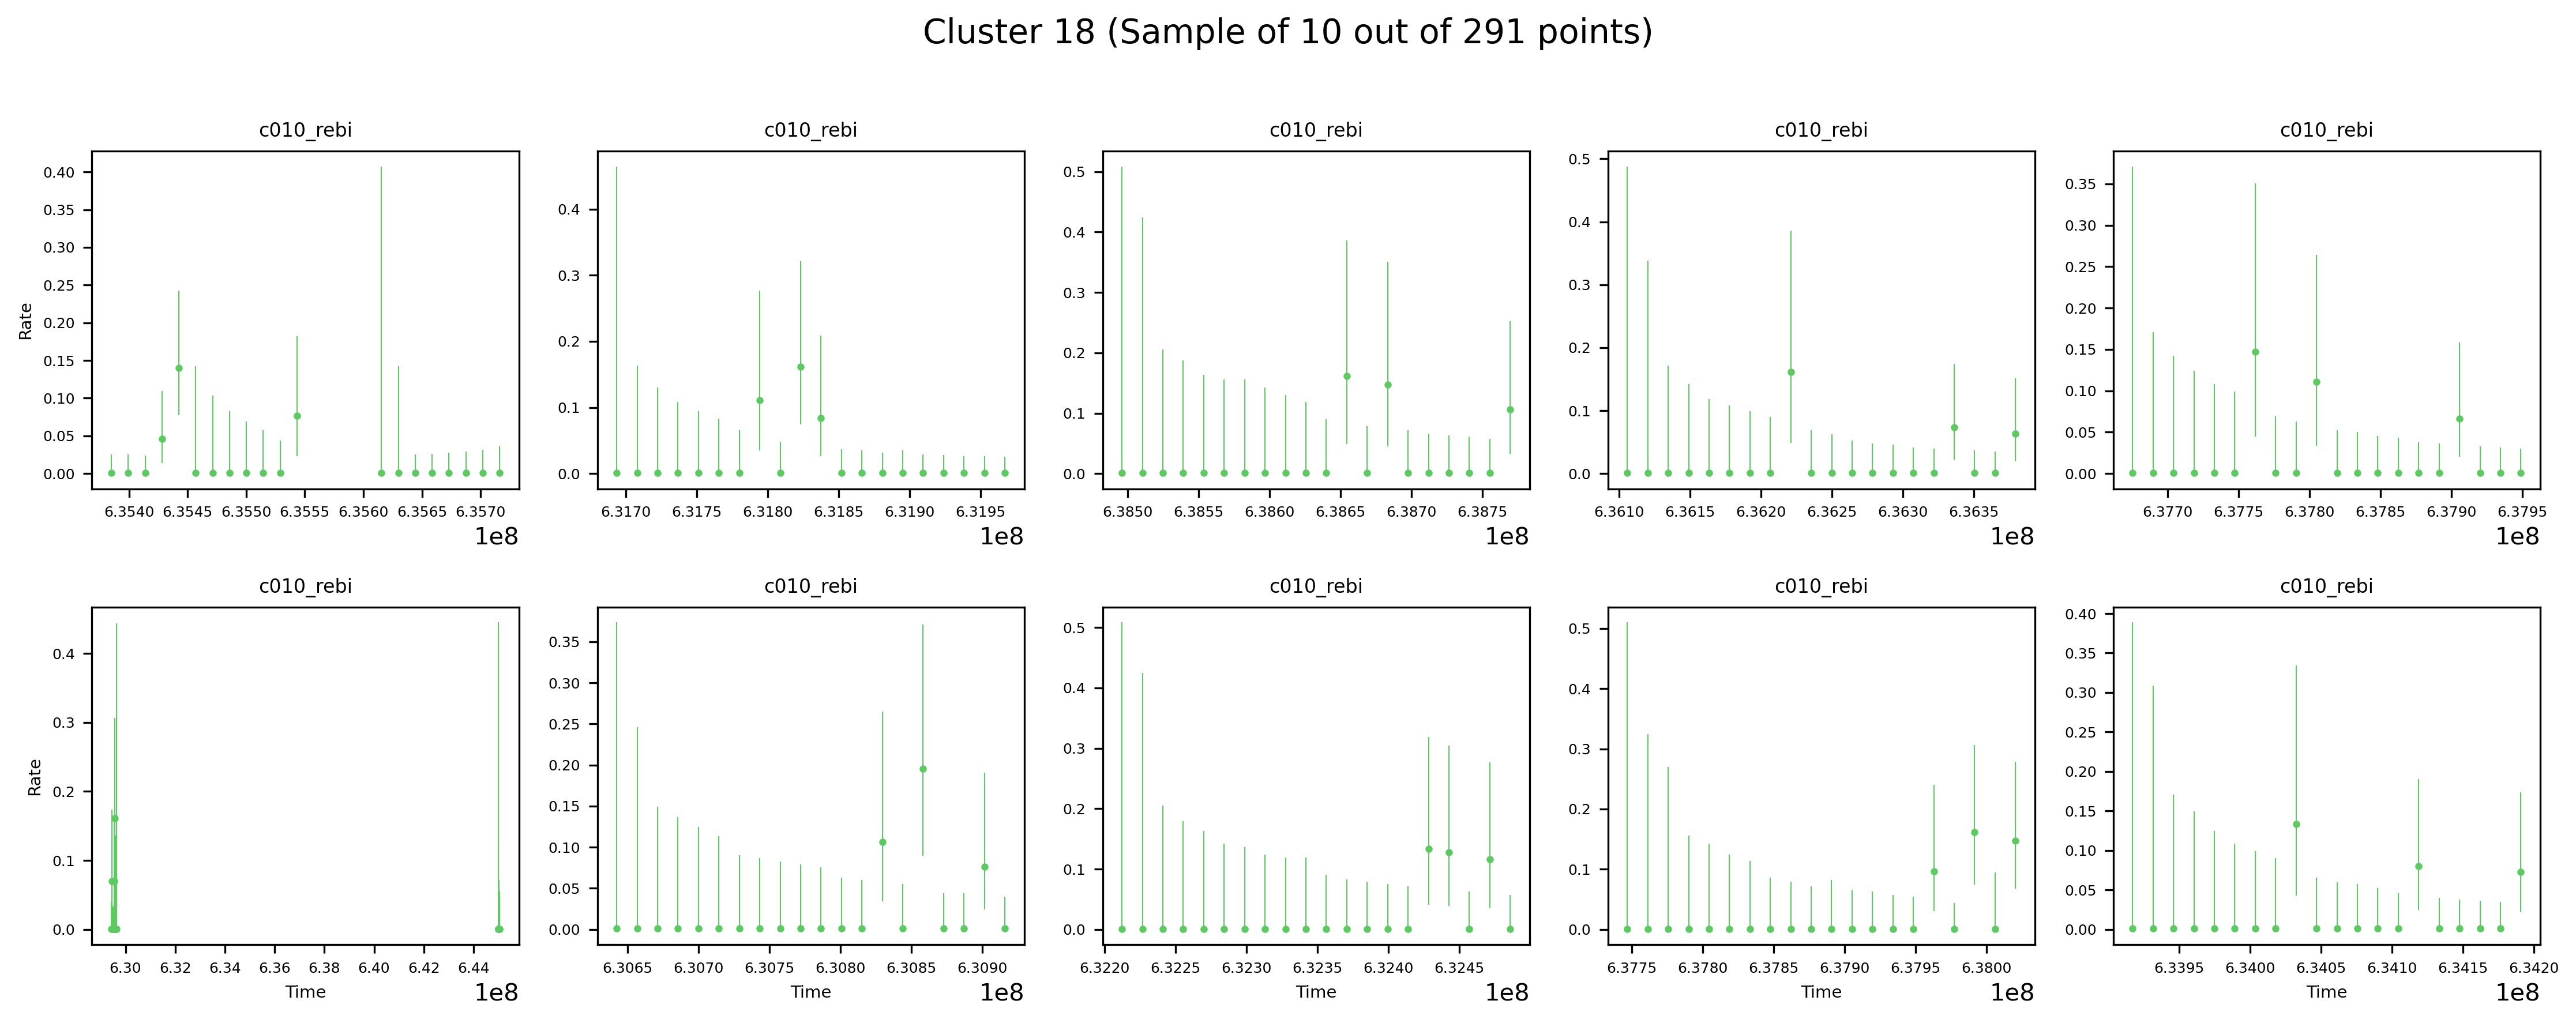 Cluster 18 (Sample of 10 out of 291 points)
c010_rebi c010_rebi c010_rebi c010_rebi c010_rebi
Rate
0.40 0.35 0.30 0.25 0.20 0.15 0.10 0.05 0.00
6.3540 6.3545 6.3550 6.3555 6.3560 6.3565 6.3570
1e8
0.4 0.3 0.2 0.1 0.0
6.3170 6.3175 6.3180 6.3185 6.3190 6.3195
1e8
0.5 0.4 0.3 0.2 0.1 0.0
6.3850 6.3855 6.3860 6.3865 6.3870 6.3875
1e8
0.5 0.4 0.3 0.2 0.1 0.0
6.3610 6.3615 6.3620 6.3625 6.3630 6.3635
1e8
0.35 0.30 0.25 0.20 0.15 0.10 0.05 0.00
6.3770 6.3775 6.3780 6.3785 6.3790 6.3795
1e8
c010_rebi c010_rebi c010_rebi c010_rebi c010_rebi
Rate
0.4 0.3 0.2 0.1 0.0
6.30 6.32 6.34 6.36 6.38 6.40 6.42 6.44
Time 1e8
0.35 0.30 0.25 0.20 0.15 0.10 0.05 0.00
6.3065 6.3070 6.3075 6.3080 6.3085 6.3090
Time 1e8
0.5 0.4 0.3 0.2 0.1 0.0
6.3220 6.3225 6.3230 6.3235 6.3240 6.3245
Time 1e8
0.5 0.4 0.3 0.2 0.1 0.0
6.3775 6.3780 6.3785 6.3790 6.3795 6.3800
Time 1e8
0.40 0.35 0.30 0.25 0.20 0.15 0.10 0.05 0.00
6.3395 6.3400 6.3405 6.3410 6.3415 6.3420
Time 1e8